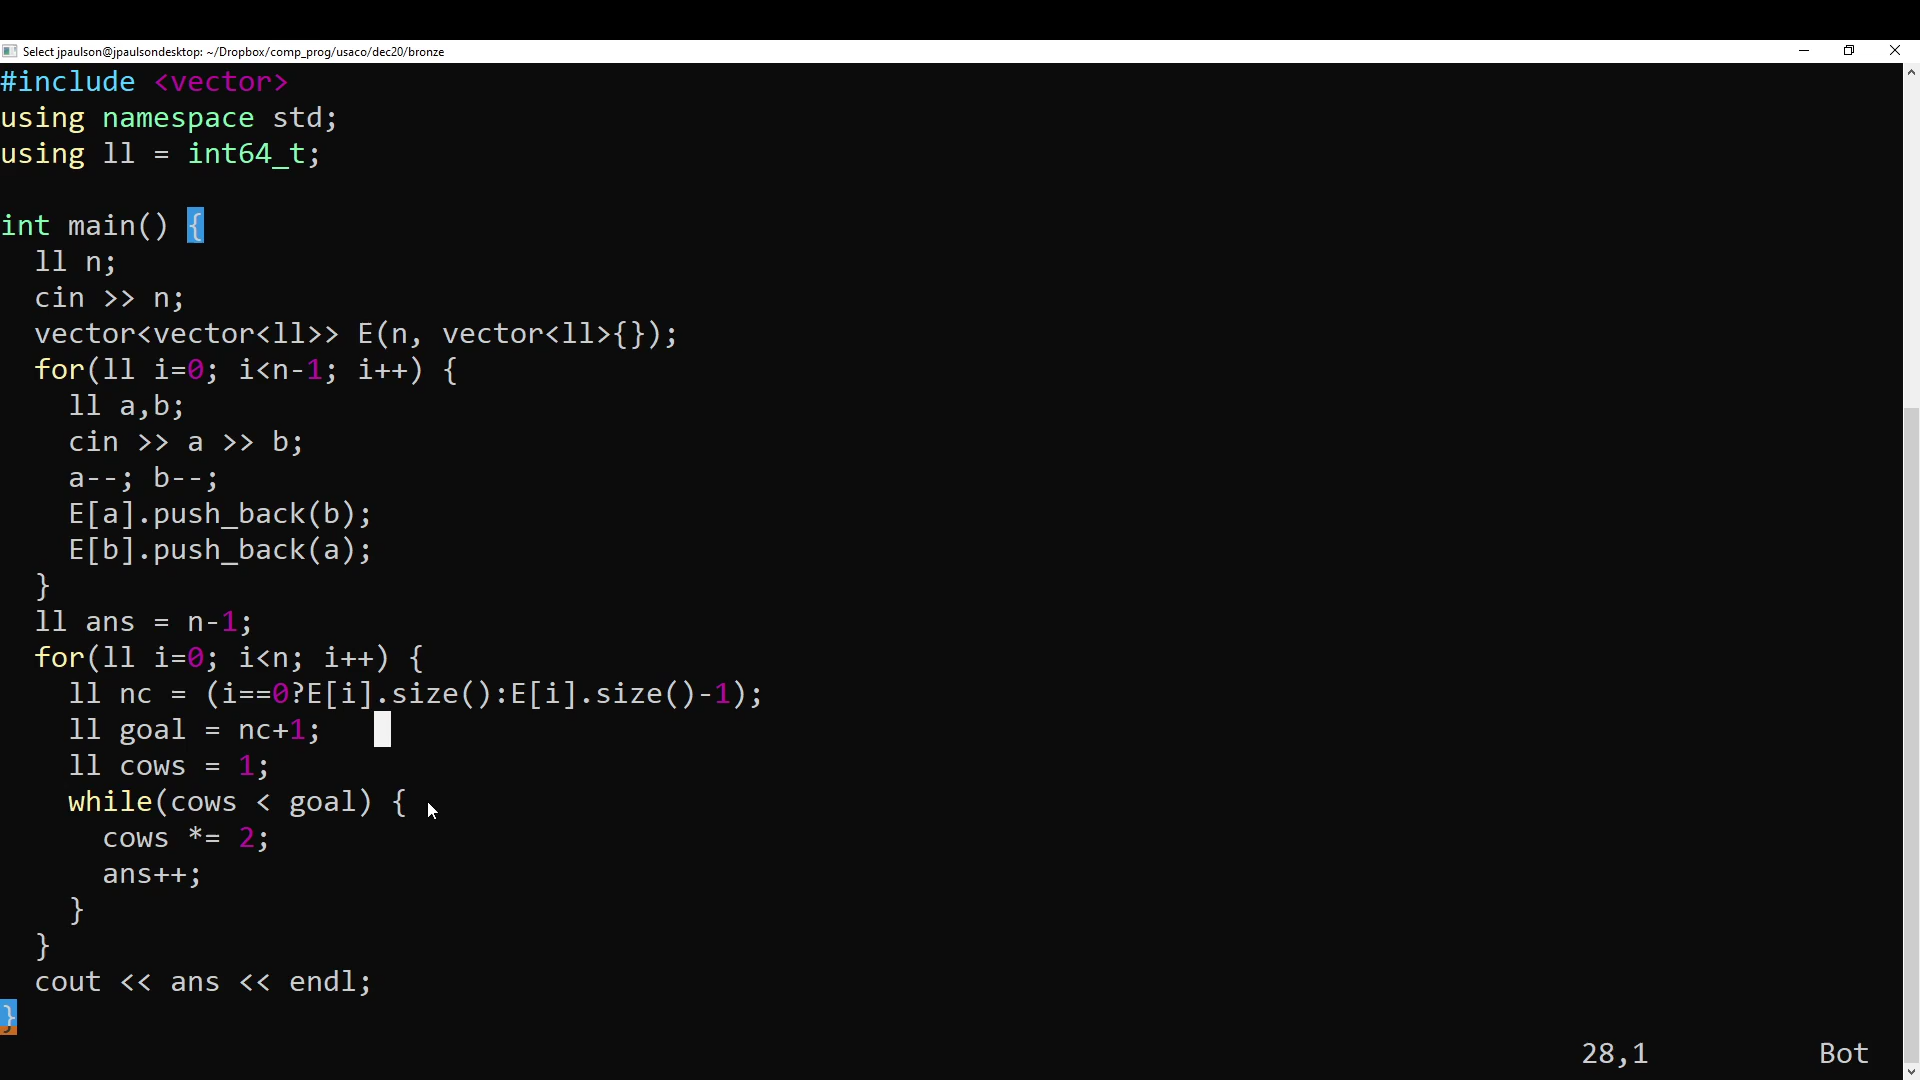 Select jpaulson@jpaulsondesktop: ~/Dropbox/comp_prog/usaco/dec20/bronze
#include <vector>
using namespace std;
using ll = int64_t;
int main() {
  ll n;
  cin >> n;
  vector<vector<ll>> E(n, vector<ll>{});
  for(ll i=0; i<n-1; i++) {
    ll a,b;
    cin >> a >> b;
    a--; b--;
    E[a].push_back(b);
    E[b].push_back(a);
  }
  ll ans = n-1;
  for(ll i=0; i<n; i++) {
    ll nc = (i==0?E[i].size():E[i].size()-1);
    ll goal = nc+1;
    ll cows = 1;
    while(cows < goal) {
      cows *= 2;
      ans++;
    }
  }
  cout << ans << endl;
}
28,1 Bot